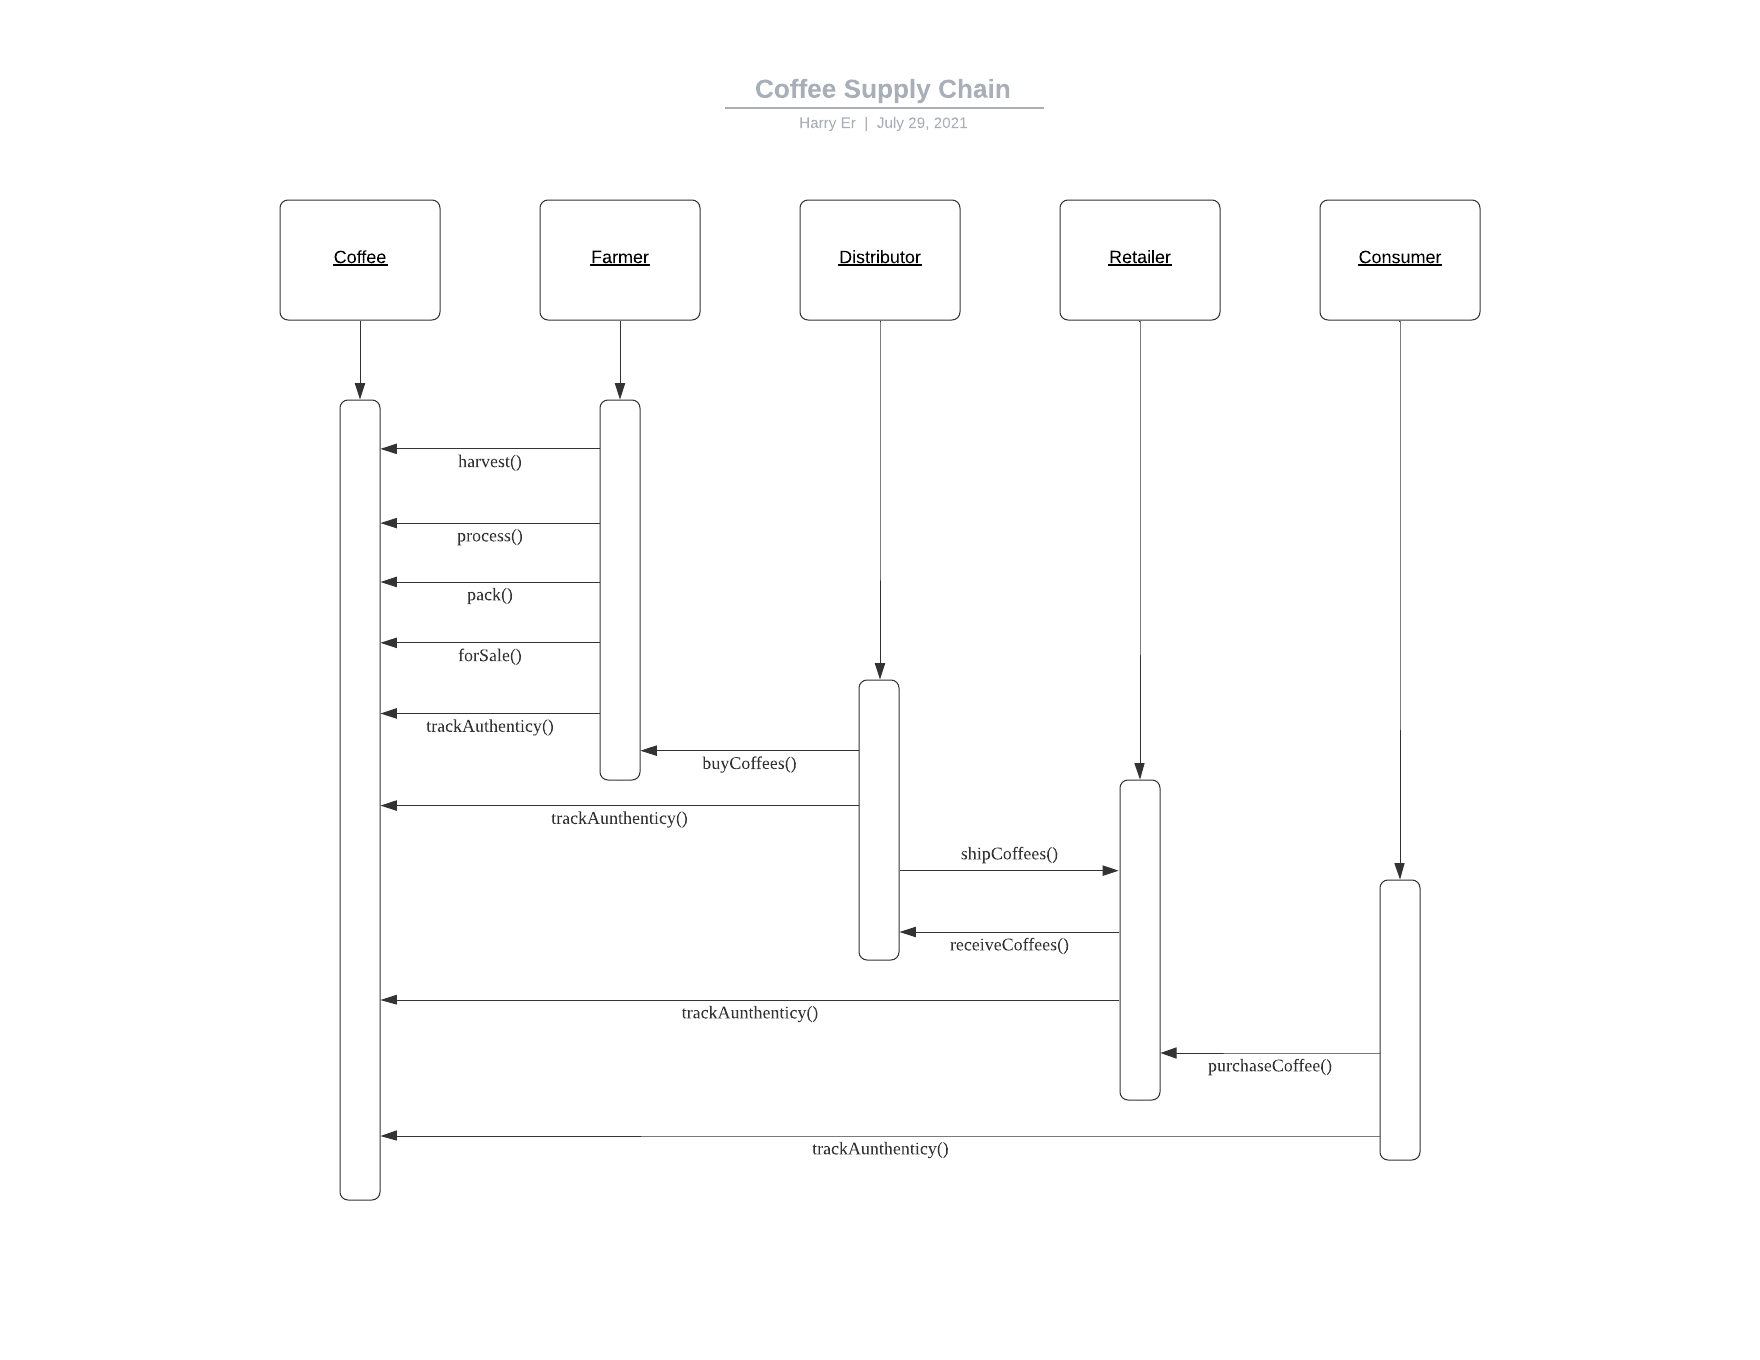 Coffee Supply Chain
Harry Er | July 29, 2021
Coffee
Farmer
Distributor
Retailer
Consumer
harvest()
process()
pack()
forSale()
trackAuthenticy()
buyCoffees()
trackAunthenticy()
shipCoffees()
receiveCoffees()
trackAunthenticy()
purchaseCoffee()
trackAunthenticy()